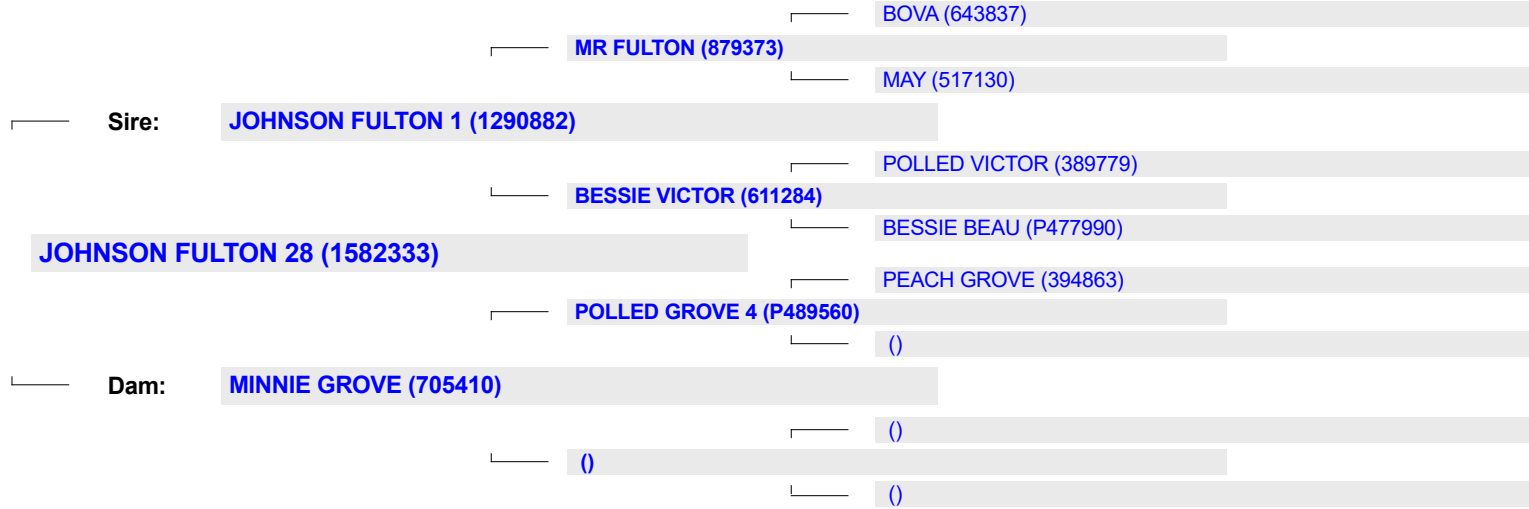 BOVA (643837)
MR FULTON (879373)
MAY (517130)
Sire: JOHNSON FULTON 1 (1290882)
POLLED VICTOR (389779)
BESSIE VICTOR (611284)
BESSIE BEAU (P477990)
JOHNSON FULTON 28 (1582333)
PEACH GROVE (394863)
POLLED GROVE 4 (P489560)
()
Dam: MINNIE GROVE (705410)
()
()
()